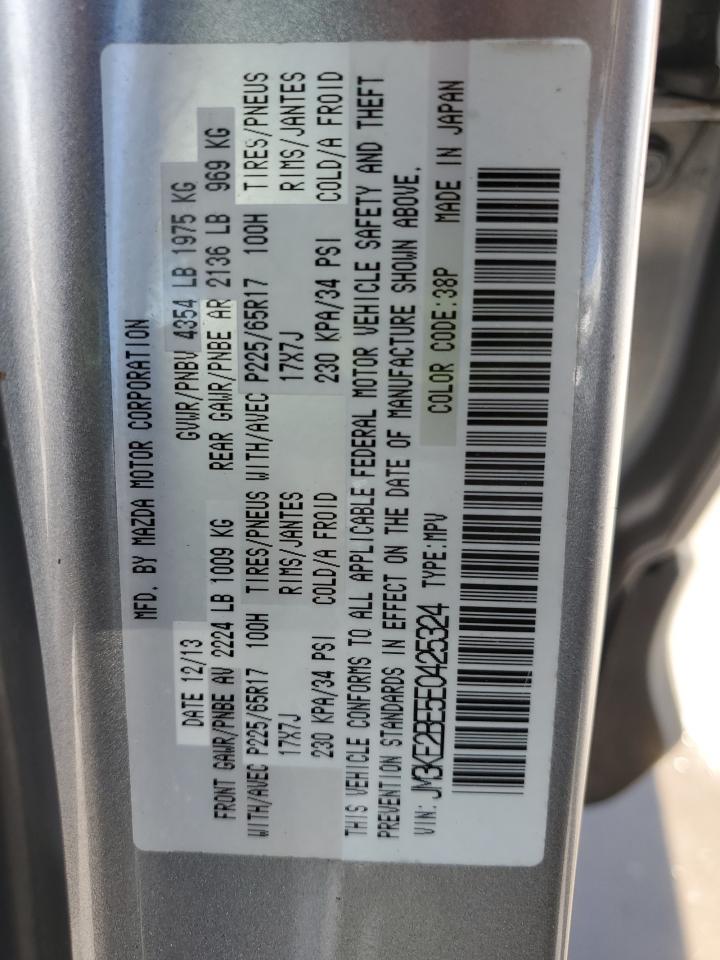 MFD. BY MAZDA MOTOR CORPORATION
DATE 12/13 GVWR/PNBV 4354 LB 1975 KG
FRONT GAWR/PNBE AV 2224 LB 1009 KG REAR GAWR/PNBE AR 2136 LB 969 KG
WITH/AVEC P225/65R17 100H TIRES/PNEUS WITH/AVEC P225/65R17 100H TIRES/PNEUS
17X7J RIMS/JANTES 17X7J RIMS/JANTES
230 KPA/34 PSI COLD/A FROID 230 KPA/34 PSI COLD/A FROID
THIS VEHICLE CONFORMS TO ALL APPLICABLE FEDERAL MOTOR VEHICLE SAFETY AND THEFT
PREVENTION STANDARDS IN EFFECT ON THE DATE OF MANUFACTURE SHOWN ABOVE.
VIN: JM3KE2BE5E0425324 TYPE:MPV COLOR CODE:38P MADE IN JAPAN